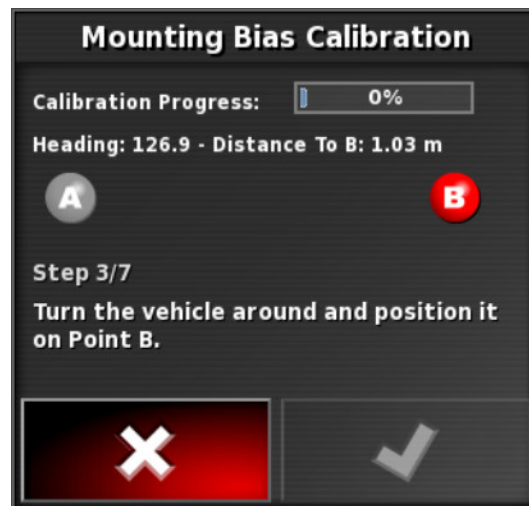 Mounting Bias Calibration
Calibration Progress: 0%
Heading: 126.9 - Distance To B: 1.03 m
A B
Step 3/7
Turn the vehicle around and position it
on Point B.